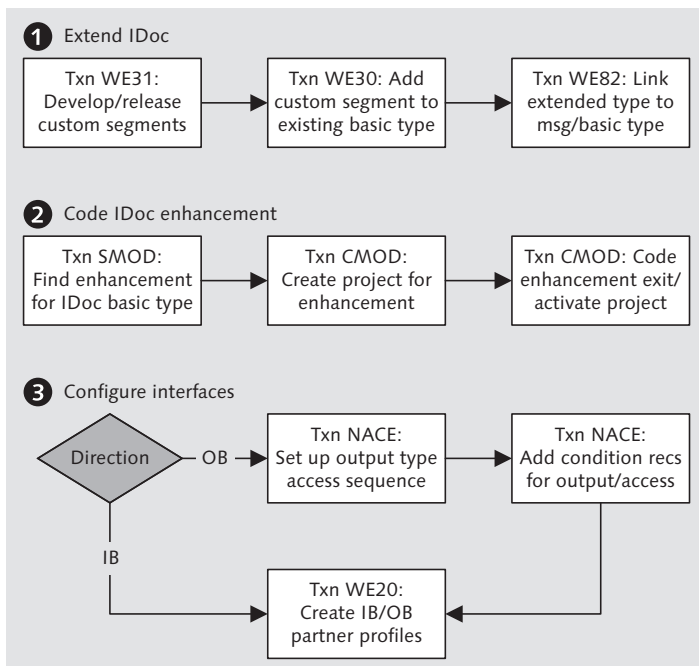 1 Extend IDoc
Txn WE31:
Develop/release
custom segments
Txn WE30: Add
custom segment to
existing basic type
Txn WE82: Link
extended type to
msg/basic type
2 Code IDoc enhancement
Txn SMOD:
Find enhancement
for IDoc basic type
Txn CMOD:
Create project for
enhancement
Txn CMOD: Code
enhancement exit/
activate project
3 Configure interfaces
Direction
OB
Txn NACE:
Set up output type
access sequence
Txn NACE:
Add condition recs
for output/access
IB
Txn WE20:
Create IB/OB
partner profiles